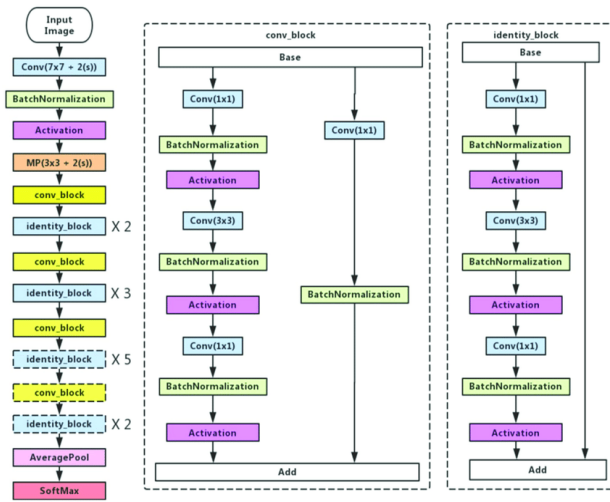 Input
Image
Conv(7x7 + 2(s))
BatchNormalization
Activation
MP(3x3 + 2(s))
conv_block
identity_block X 2
conv_block
identity_block X 3
conv_block
identity_block X 5
conv_block
identity_block X 2
AveragePool
SoftMax
conv_block
Base
Conv(1x1)
BatchNormalization
Activation
Conv(3x3)
BatchNormalization
Activation
Conv(1x1)
BatchNormalization
Activation
Conv(1x1)
BatchNormalization
Add
identity_block
Base
Conv(1x1)
BatchNormalization
Activation
Conv(3x3)
BatchNormalization
Activation
Conv(1x1)
BatchNormalization
Activation
Add